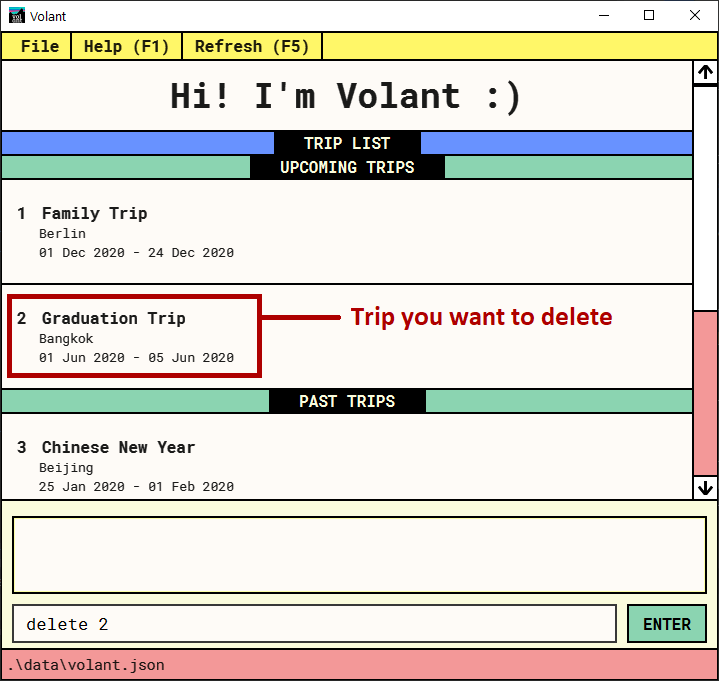 Volant
File Help (F1) Refresh (F5)
Hi! I'm Volant :)
TRIP LIST
UPCOMING TRIPS
1 Family Trip
Berlin
01 Dec 2020 - 24 Dec 2020
2 Graduation Trip
Bangkok
01 Jun 2020 - 05 Jun 2020
Trip you want to delete
PAST TRIPS
3 Chinese New Year
Beijing
25 Jan 2020 - 01 Feb 2020
delete 2
ENTER
.\data\volant.json